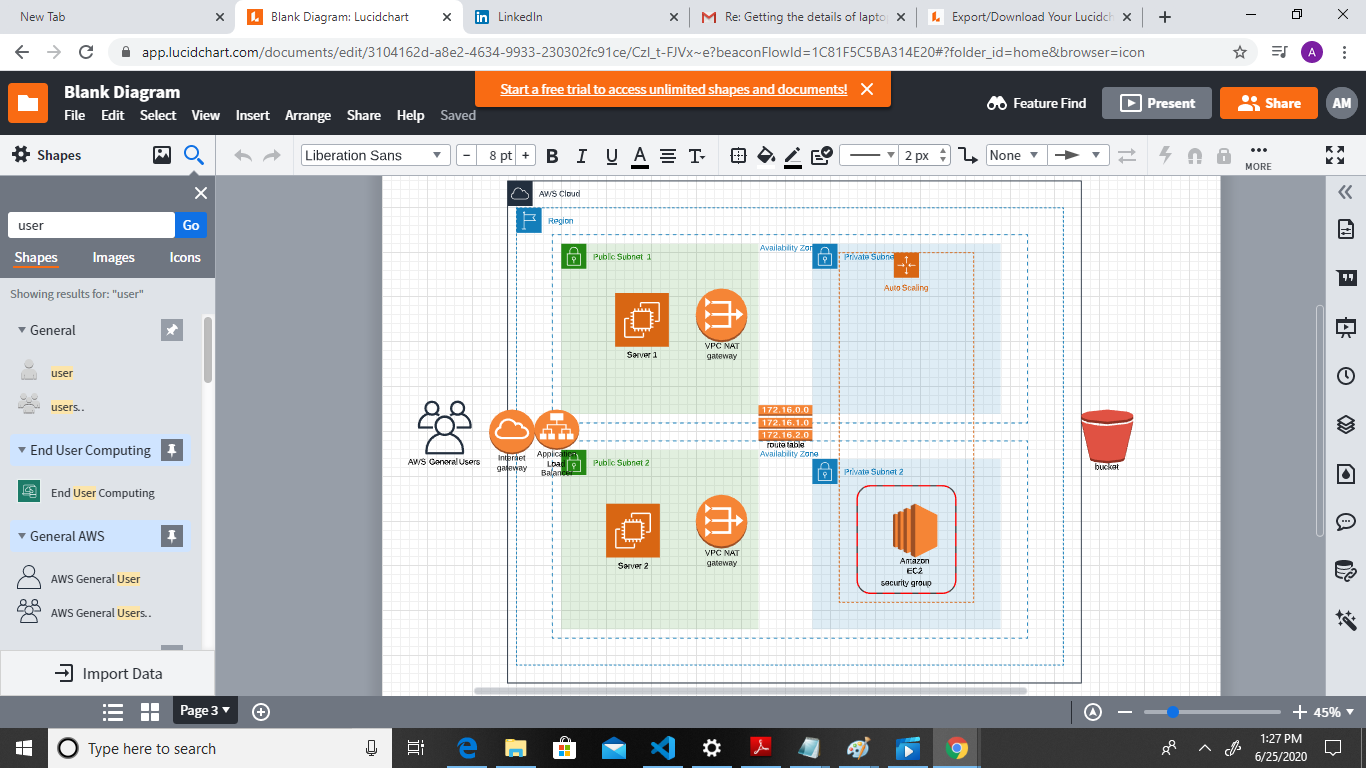 New Tab
Blank Diagram: Lucidchart
LinkedIn
Re: Getting the details of lapto
Export/Download Your Lucidch
app.lucidchart.com/documents/edit/3104162d-a8e2-4634-9933-230302fc91ce/CzI_t-FJVx~e?beaconFlowId=1C81F5C5BA314E20#?folder_id=home&browser=icon
A
Start a free trial to access unlimited shapes and documents!
Blank Diagram
File Edit Select View Insert Arrange Share Help Saved
Feature Find
Present
Share
AM
Shapes
Liberation Sans
8 pt
B I U A
2 px
None
MORE
user
Go
Shapes Images Icons
Showing results for: "user"
General
user
users..
End User Computing
End User Computing
General AWS
AWS General User
AWS General Users..
Import Data
AWS Cloud
Region
Availability Zon
Public Subnet 1
Private Subne
Auto Scaling
Server 1
VPC NAT
gateway
172.16.0.0
172.16.1.0
172.16.2.0
route table
AWS General Users
Internet
gateway
Application
Load
Balancer
bucket
Availability Zone
Public Subnet 2
Private Subnet 2
Server 2
VPC NAT
gateway
Amazon
EC2
security group
Page 3
45%
Type here to search
1:27 PM
6/25/2020